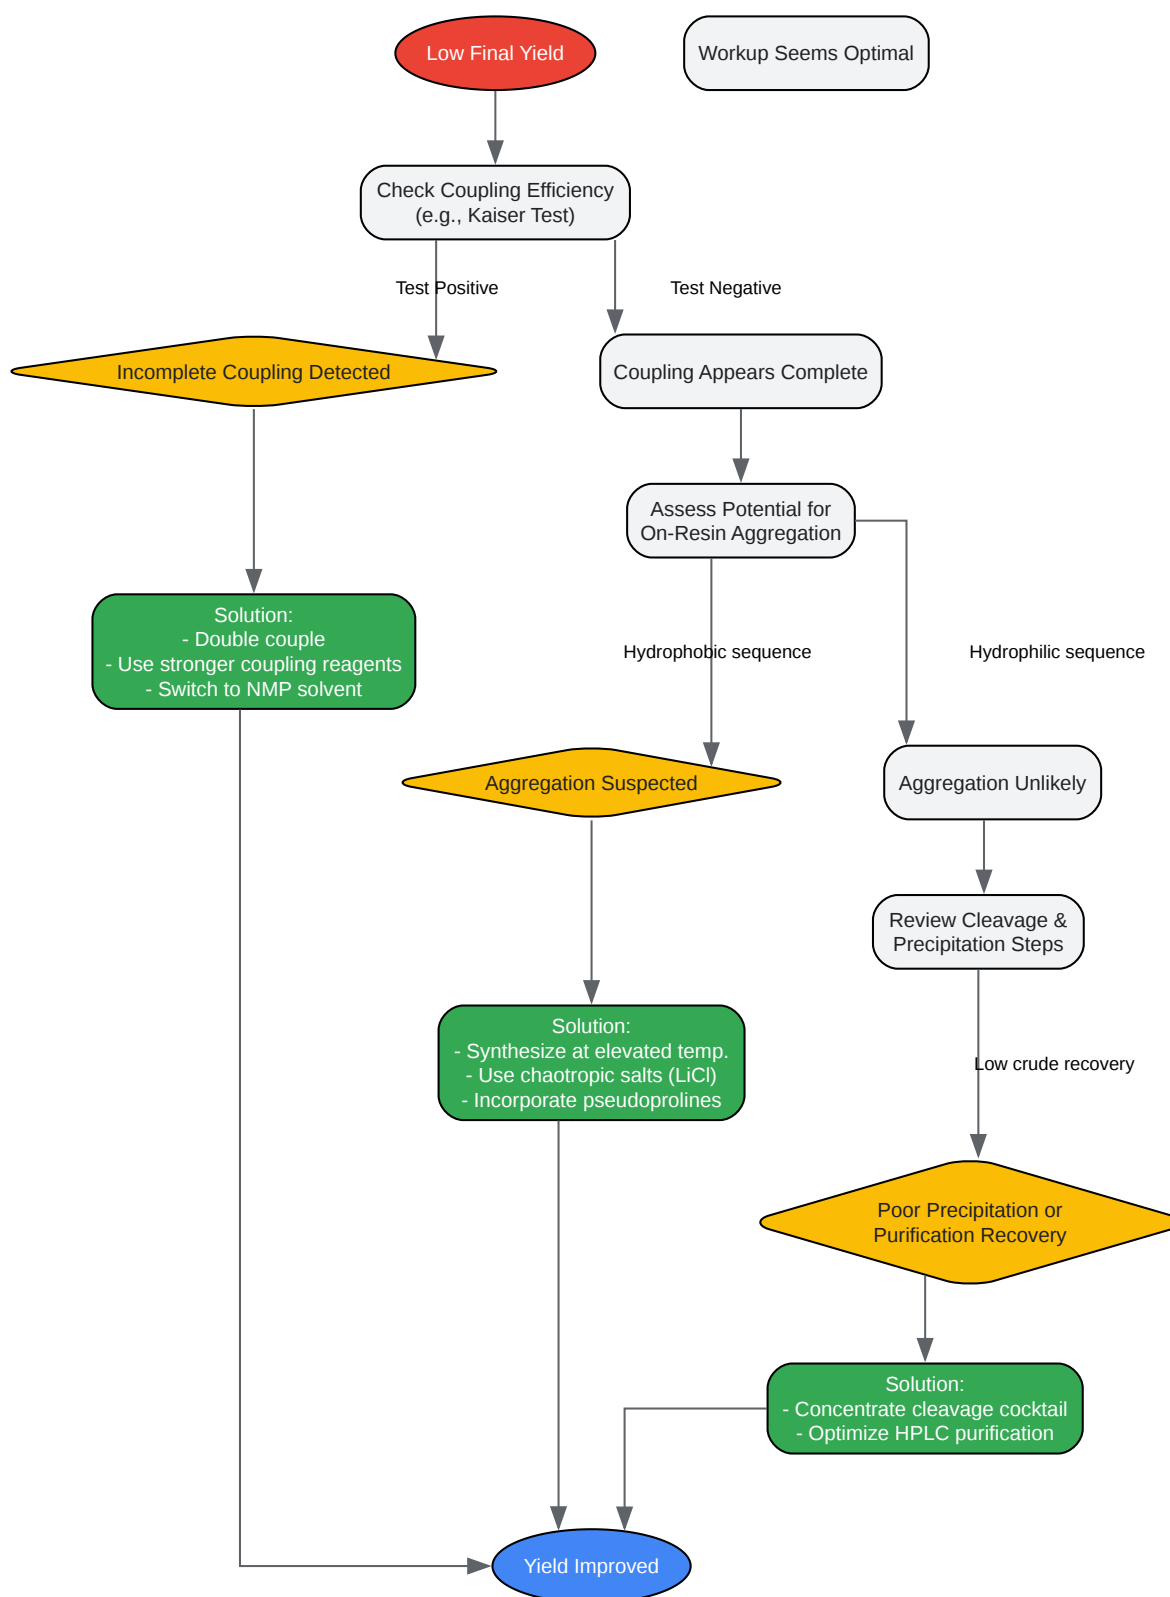 Low Final Yield
Workup Seems Optimal
Check Coupling Efficiency
(e.g., Kaiser Test)
Test Positive
Test Negative
Incomplete Coupling Detected
Coupling Appears Complete
Assess Potential for
On-Resin Aggregation
Solution:
- Double couple
- Use stronger coupling reagents
- Switch to NMP solvent
Hydrophobic sequence
Hydrophilic sequence
Aggregation Suspected
Aggregation Unlikely
Review Cleavage &
Precipitation Steps
Solution:
- Synthesize at elevated temp.
- Use chaotropic salts (LiCl)
- Incorporate pseudoprolines
Low crude recovery
Poor Precipitation or
Purification Recovery
Solution:
- Concentrate cleavage cocktail
- Optimize HPLC purification
Yield Improved